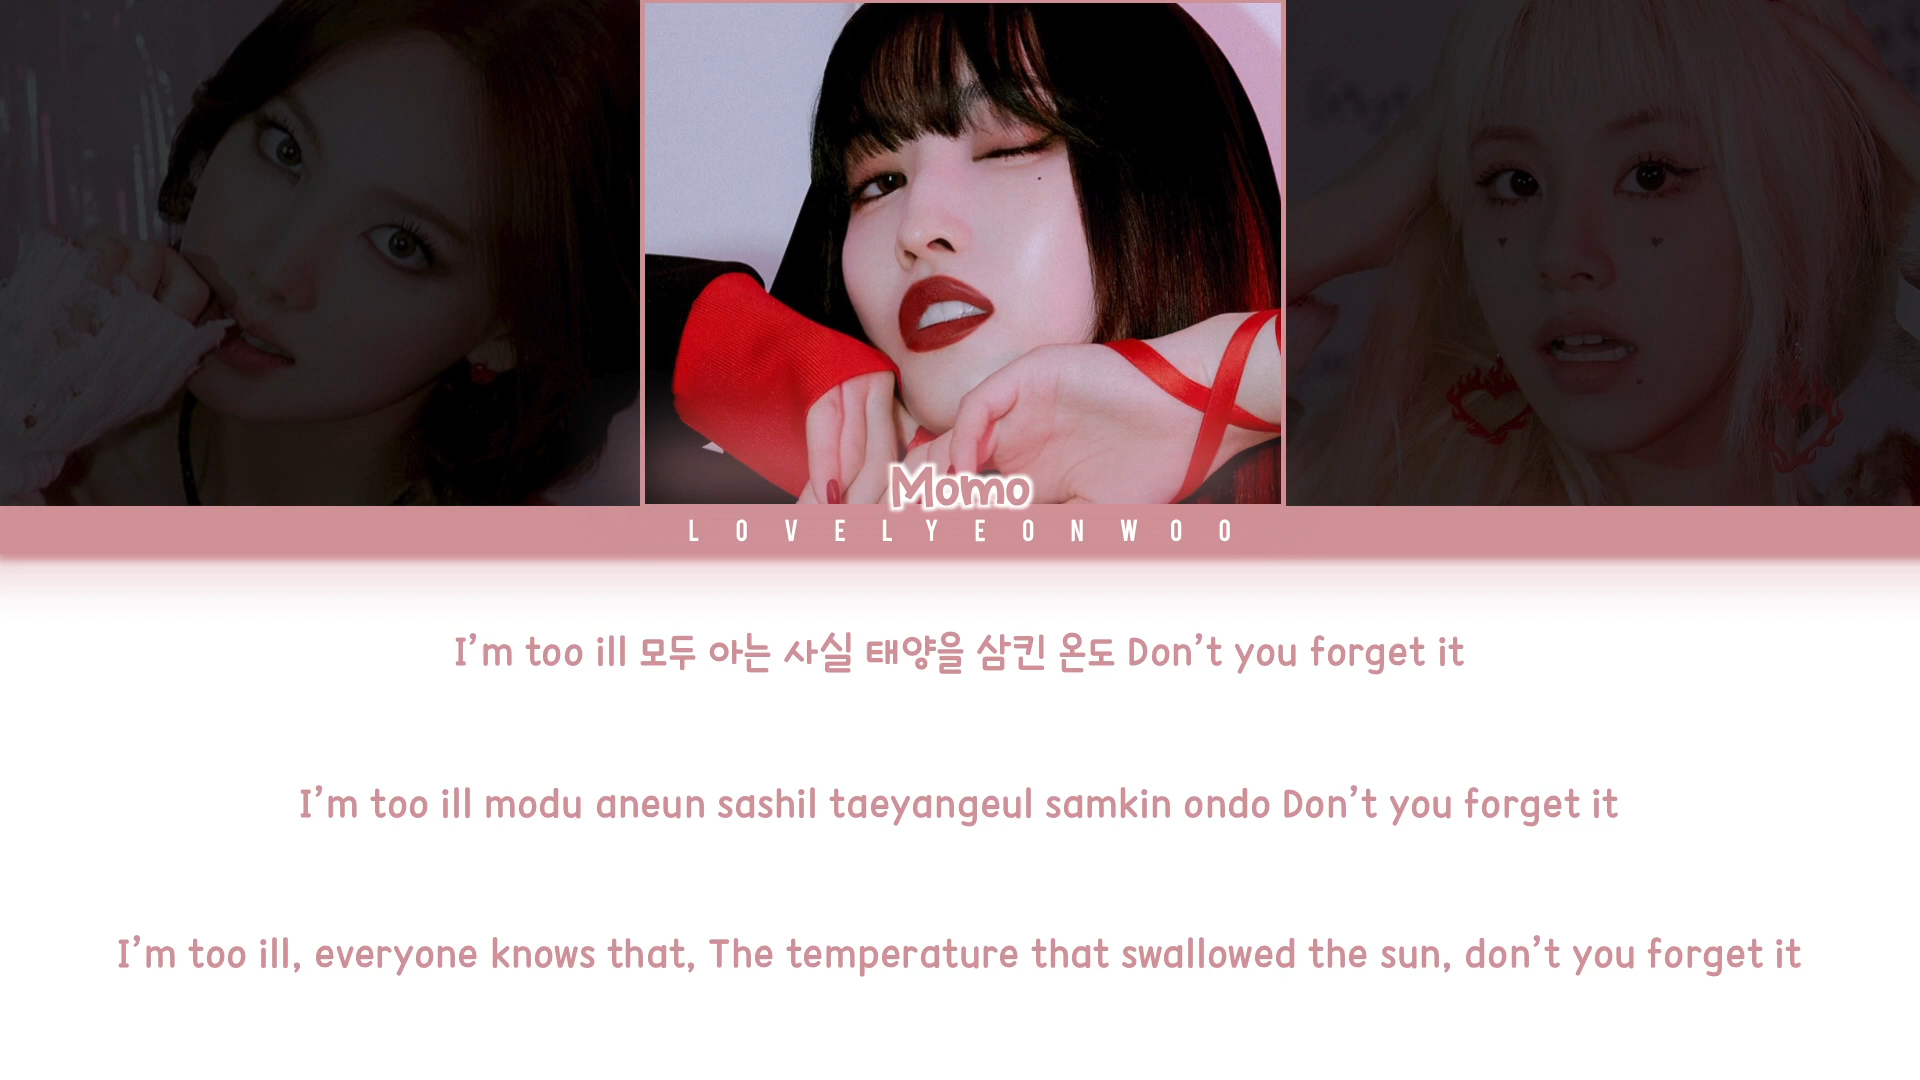 Momo
LOVELYEONWOO
I’m too ill 모두 아는 사실 태양을 삼킨 온도 Don’t you forget it
I’m too ill modu aneun sashil taeyangeul samkin ondo Don’t you forget it
I’m too ill, everyone knows that, The temperature that swallowed the sun, don’t you forget it